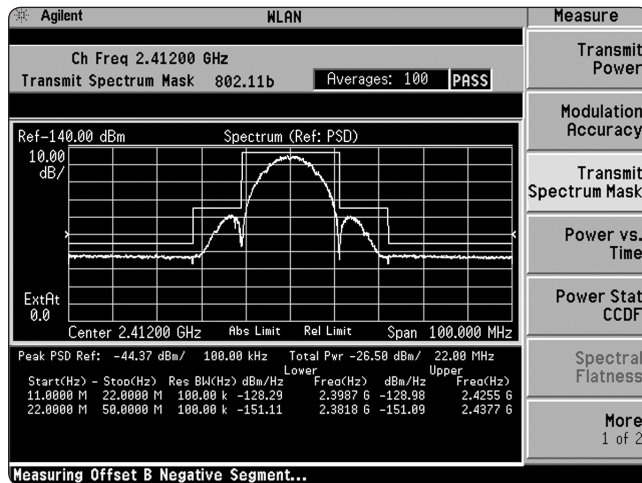 Agilent WLAN Measure
Ch Freq 2.41200 GHz
Transmit Spectrum Mask 802.11b Averages: 100 PASS
Ref-140.00 dBm Spectrum (Ref: PSD)
10.00
dB/
ExtAt
0.0
Center 2.41200 GHz Abs Limit Rel Limit Span 100.000 MHz
Peak PSD Ref: -44.37 dBm/ 100.00 kHz Total Pwr -26.50 dBm/ 22.00 MHz
Lower Upper
Start(Hz) - Stop(Hz) Res BW(Hz) dBm/Hz Freq(Hz) dBm/Hz Freq(Hz)
11.0000 M 22.0000 M 100.00 k -128.29 2.3987 G -128.98 2.4255 G
22.0000 M 50.0000 M 100.00 k -151.11 2.3818 G -151.09 2.4377 G
Measuring Offset B Negative Segment...
Transmit
Power
Modulation
Accuracy
Transmit
Spectrum Mask
Power vs.
Time
Power Stat
CCDF
Spectral
Flatness
More
1 of 2